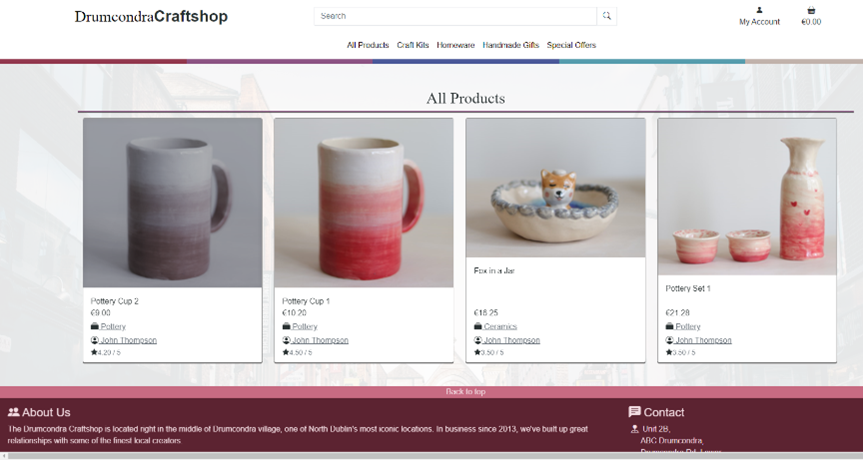 DrumcondraCraftshop
Search
My Account
€0.00
All Products Craft Kils Homeware Handmade Gifts Special Offers
All Products
Pottery Cup 2
€9.00
Pottery
John Thompson
4.20 / 5
Pottery Cup 1
€10.20
Pottery
John Thompson
4.50 / 5
Fox in a Jar
€16.25
Ceramics
John Thompson
3.50 / 5
Pottery Set 1
€21.28
Pottery
John Thompson
3.50 / 5
Back to top
About Us
The Drumcondra Craftshop is located right in the middle of Drumcondra village, one of North Dublin's most iconic locations. In business since 2013, we've built up great
relationships with some of the finest local creators
Contact
Unit 2B,
ABC Drumcondra,
Drumcondra Rd. Lower